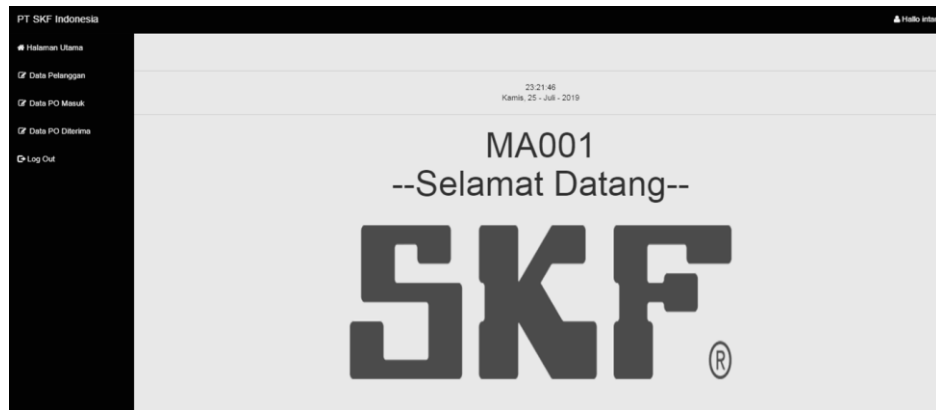 PT SKF Indonesia
Hallo intan
Halaman Utama
Data Pelanggan
Data PO Masuk
Data PO Diterima
Log Out
23:21:46
Kamis, 25 - Juli - 2019
MA001
--Selamat Datang--
SKF®